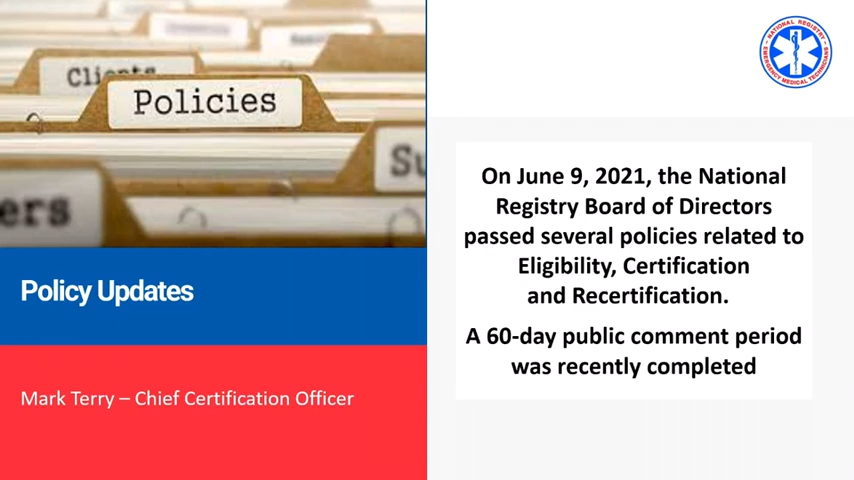 Clients
Policies
Su
ers
NATIONAL REGISTRY
EMERGENCY MEDICAL TECHNICIANS
Policy Updates
Mark Terry – Chief Certification Officer
On June 9, 2021, the National
Registry Board of Directors
passed several policies related to
Eligibility, Certification
and Recertification.
A 60-day public comment period
was recently completed